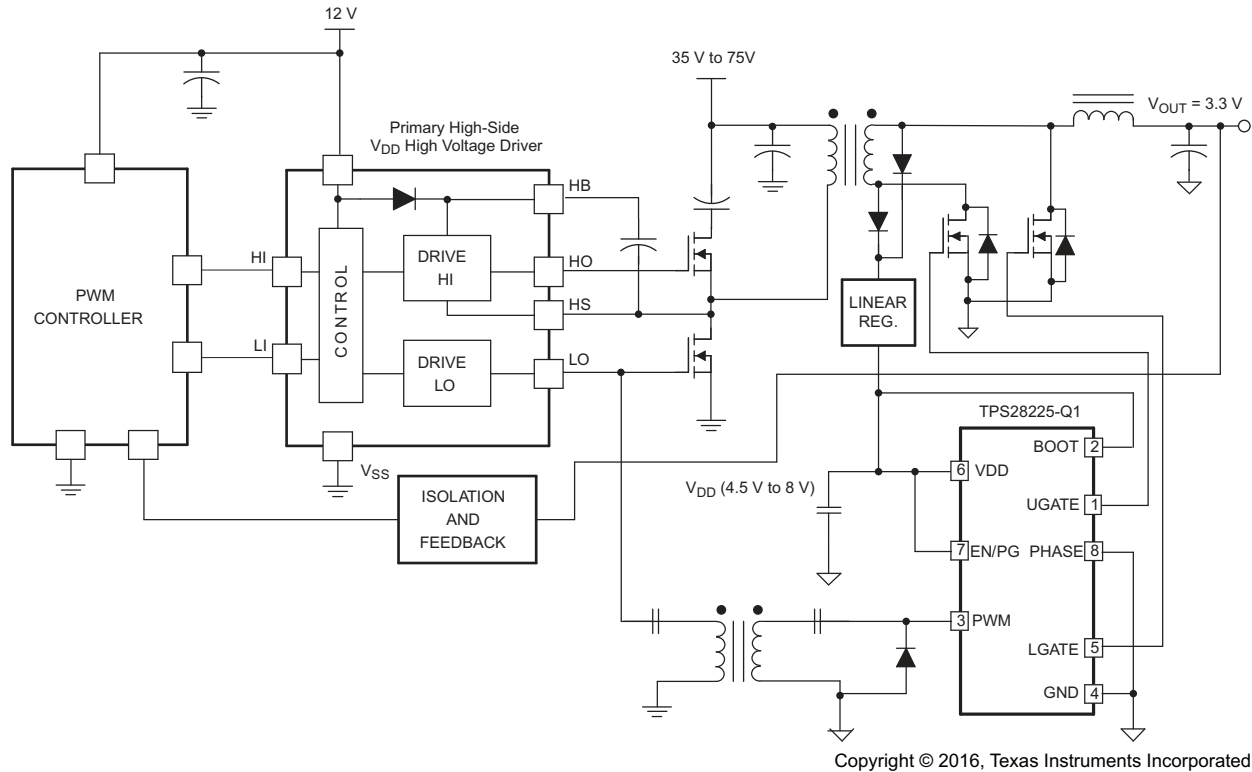 12 V
35 V to 75V
VOUT = 3.3 V
Primary High-Side
VDD High Voltage Driver
HB
HI
DRIVE
HI
HO
PWM
CONTROLLER
CONTROL
HS
LINEAR
REG.
LI
DRIVE
LO
LO
TPS28225-Q1
BOOT 2
VSS
6 VDD
VDD (4.5 V to 8 V)
ISOLATION
AND
FEEDBACK
UGATE 1
7 EN/PG PHASE 8
3 PWM
LGATE 5
GND 4
Copyright © 2016, Texas Instruments Incorporated